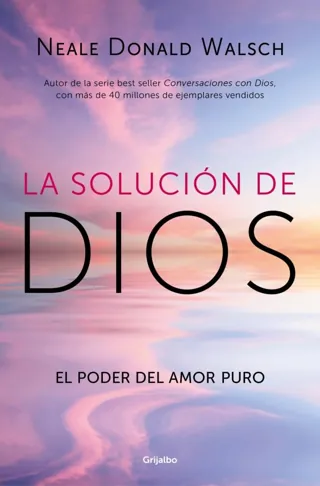 NEALE DONALD WALSCH
Autor de la serie best seller Conversaciones con Dios,
con más de 40 millones de ejemplares vendidos
LA SOLUCIÓN DE
DIOS
EL PODER DEL AMOR PURO
Grijalbo